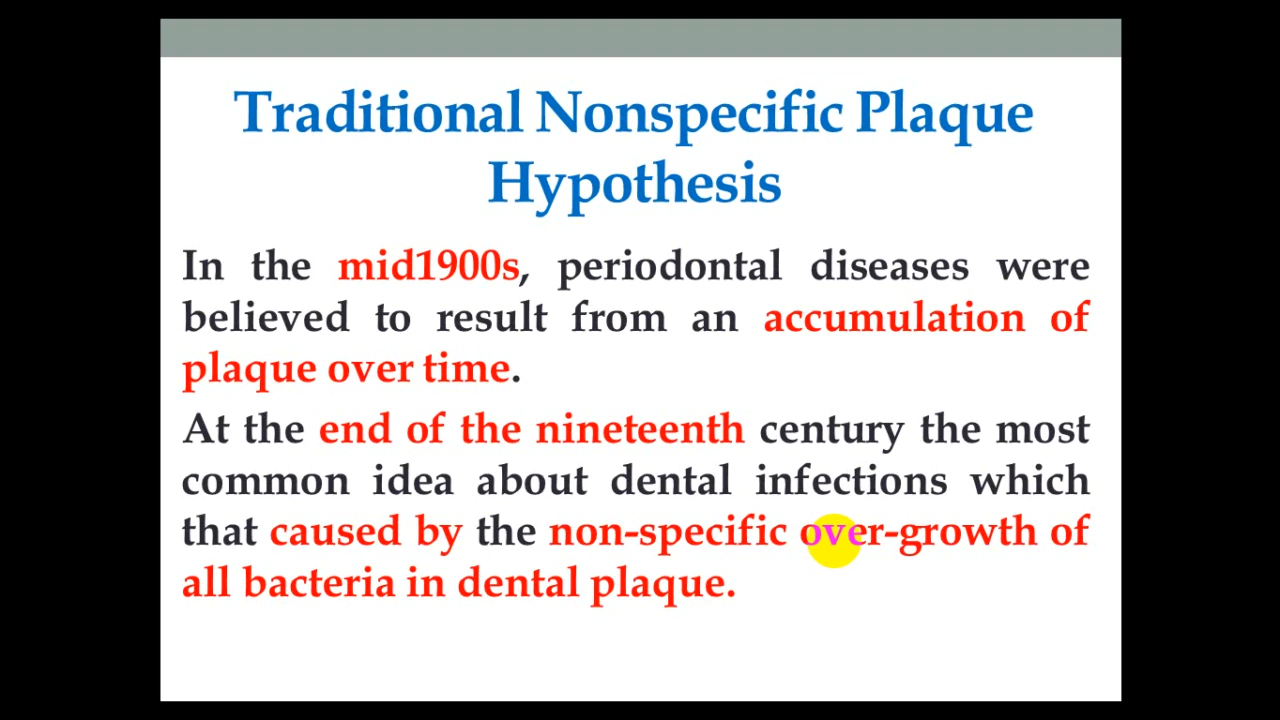 Traditional Nonspecific Plaque
Hypothesis
In the mid1900s, periodontal diseases were
believed to result from an accumulation of
plaque over time.
At the end of the nineteenth century the most
common idea about dental infections which
that caused by the non-specific over-growth of
all bacteria in dental plaque.